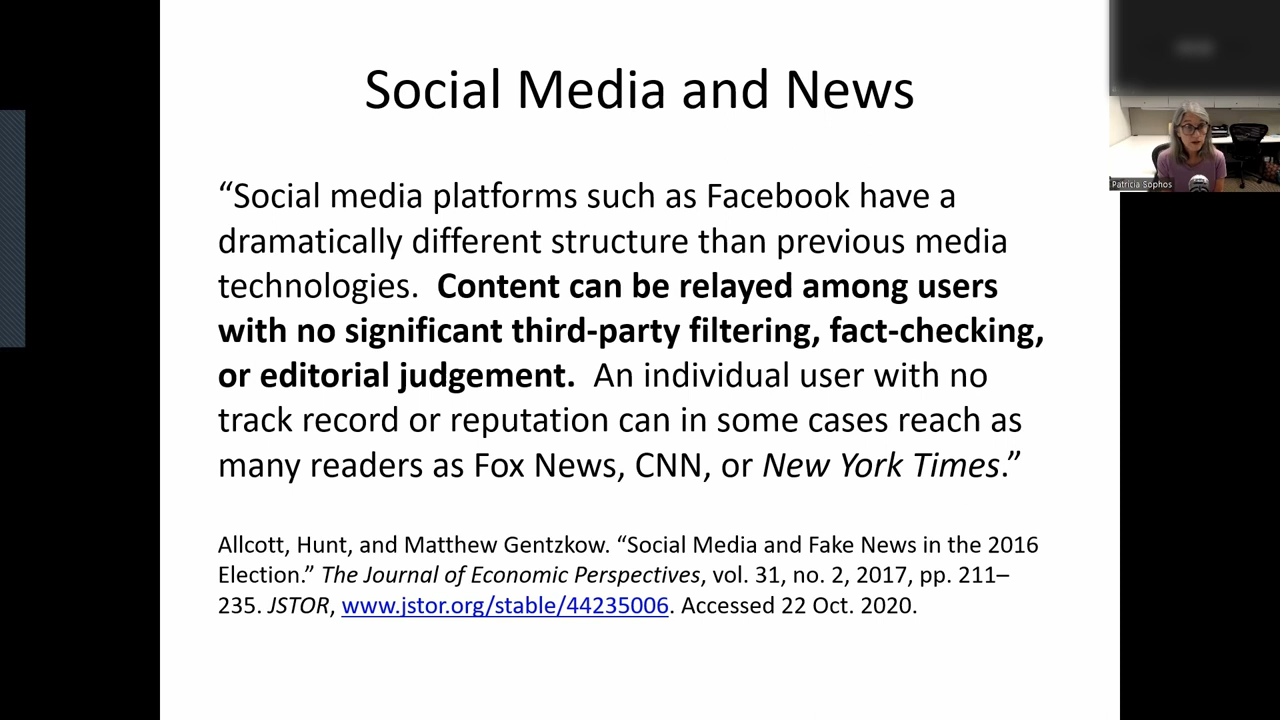 Social Media and News
“Social media platforms such as Facebook have a
dramatically different structure than previous media
technologies.  Content can be relayed among users
with no significant third-party filtering, fact-checking,
or editorial judgement.  An individual user with no
track record or reputation can in some cases reach as
many readers as Fox News, CNN, or New York Times.”
Allcott, Hunt, and Matthew Gentzkow. “Social Media and Fake News in the 2016
Election.” The Journal of Economic Perspectives, vol. 31, no. 2, 2017, pp. 211–
235. JSTOR, www.jstor.org/stable/44235006. Accessed 22 Oct. 2020.
Patricia Sophos